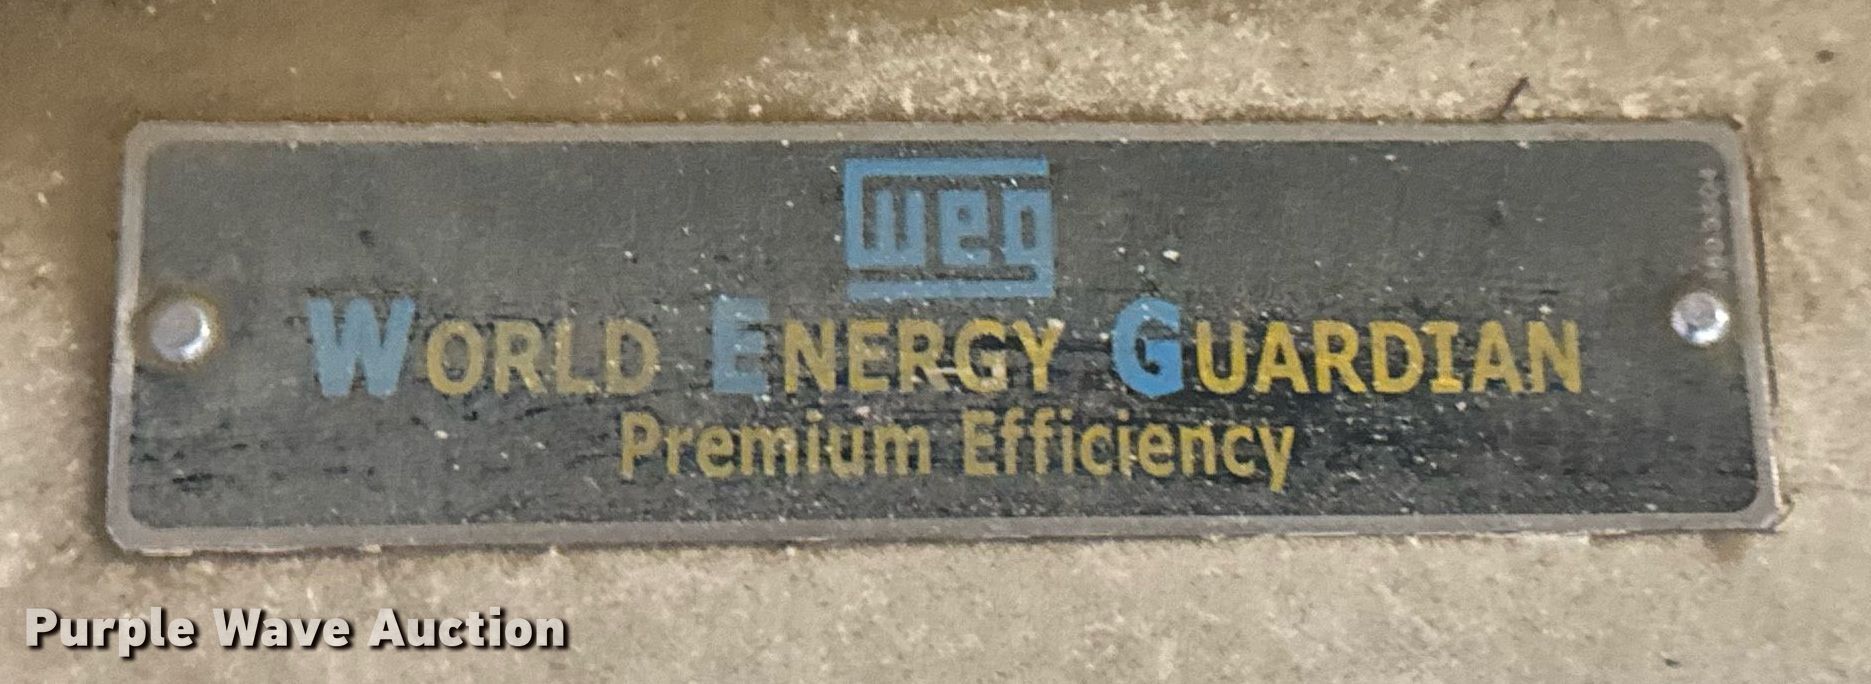 weg
WORLD ENERGY GUARDIAN
Premium Efficiency
Purple Wave Auction